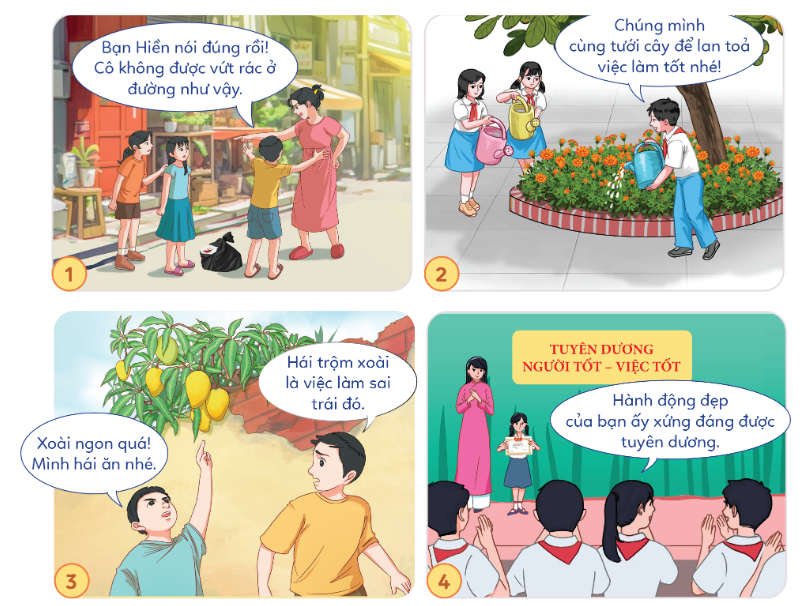 Bạn Hiền nói đúng rồi!
Cô không được vứt rác ở
đường như vậy.
1
Chúng mình
cùng tưới cây để lan toả
việc làm tốt nhé!
2
Hái trộm xoài
là việc làm sai
trái đó.
Xoài ngon quá!
Mình hái ăn nhé.
3
TUYÊN DƯƠNG
NGƯỜI TỐT – VIỆC TỐT
Hành động đẹp
của bạn ấy xứng đáng được
tuyên dương.
4